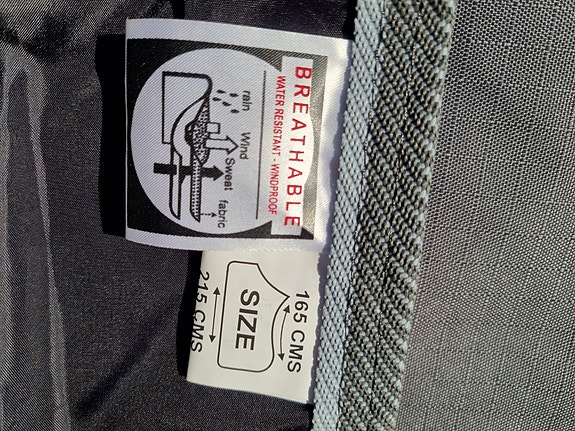 BREATHABLE
WATER RESISTANT - WINDPROOF
rain
Wind
Sweat
fabric
165 CMS
SIZE
215 CMS